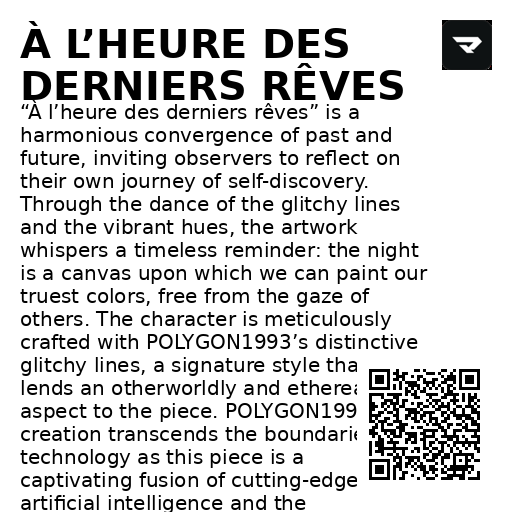 À L’HEURE DES
DERNIERS RÊVES
“À l’heure des derniers rêves” is a
harmonious convergence of past and
future, inviting observers to reflect on
their own journey of self-discovery.
Through the dance of the glitchy lines
and the vibrant hues, the artwork
whispers a timeless reminder: the night
is a canvas upon which we can paint our
truest colors, free from the gaze of
others. The character is meticulously
crafted with POLYGON1993’s distinctive
glitchy lines, a signature style tha
lends an otherworldly and etherea
aspect to the piece. POLYGON199
creation transcends the boundarie
technology as this piece is a
captivating fusion of cutting-edge
artificial intelligence and the